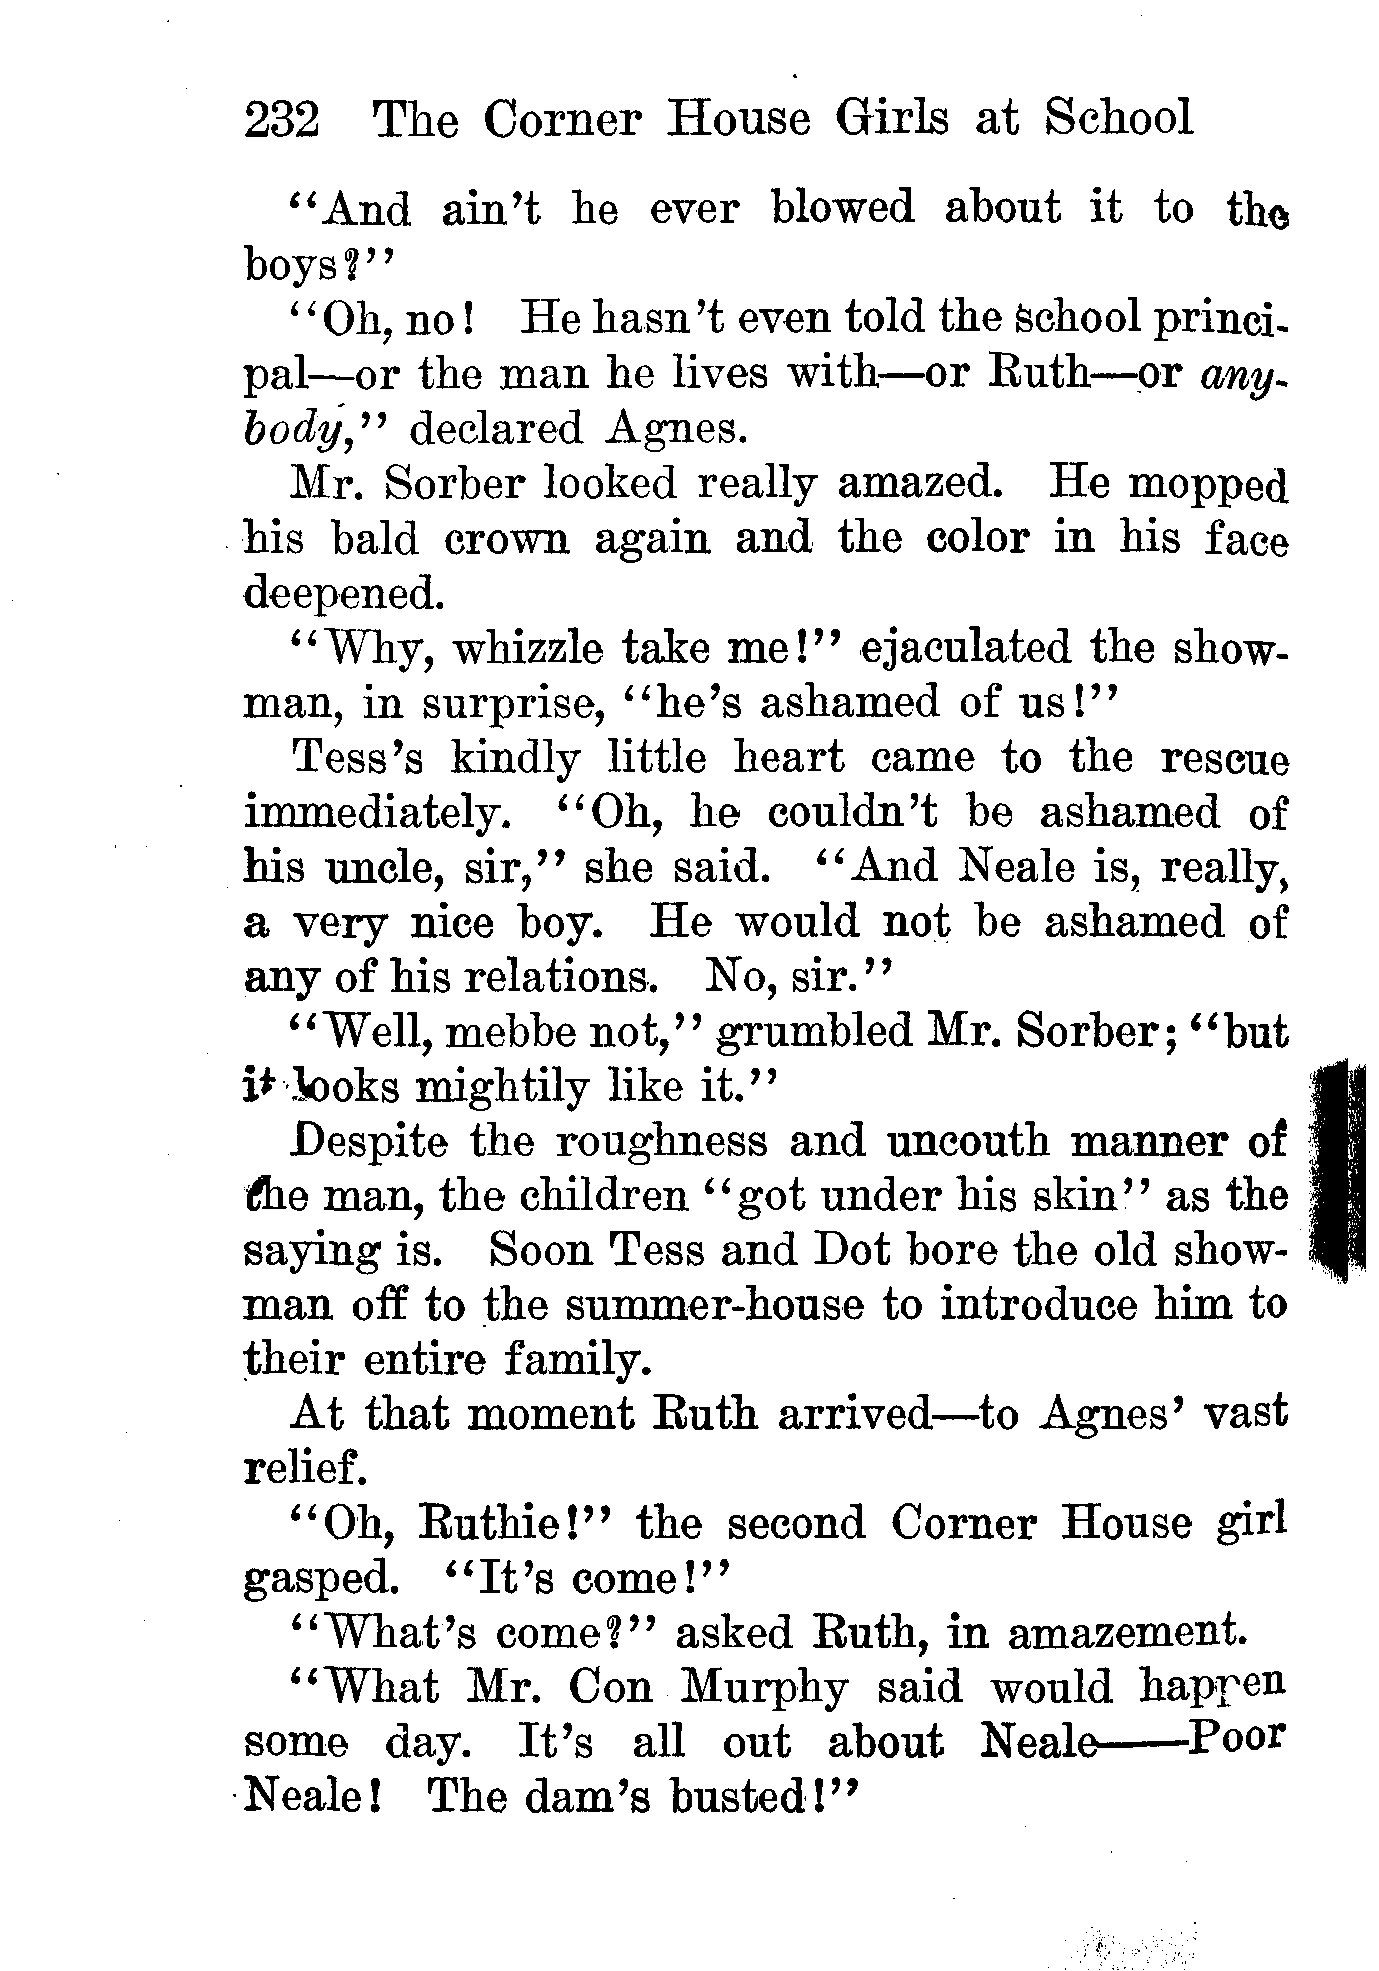 232 The Corner House Girls at School
"And ain't he ever blowed about it to the
boys?"
"Oh, no! He hasn't even told the school princi-
pal—or the man he lives with—or Ruth—or any-
body," declared Agnes.
Mr. Sorber looked really amazed. He mopped
his bald crown again and the color in his face
deepened.
"Why, whizzle take me!" ejaculated the show-
man, in surprise, "he's ashamed of us!"
Tess's kindly little heart came to the rescue
immediately. "Oh, he couldn't be ashamed of
his uncle, sir," she said. "And Neale is, really,
a very nice boy. He would not be ashamed of
any of his relations. No, sir."
"Well, mebbe not," grumbled Mr. Sorber; "but
it looks mightily like it."
Despite the roughness and uncouth manner of
the man, the children "got under his skin" as the
saying is. Soon Tess and Dot bore the old show-
man off to the summer-house to introduce him to
their entire family.
At that moment Ruth arrived—to Agnes' vast
relief.
"Oh, Ruthie!" the second Corner House girl
gasped. "It's come!"
"What's come?" asked Ruth, in amazement.
"What Mr. Con Murphy said would happen
some day. It's all out about Neale——Poor
Neale! The dam's busted!"